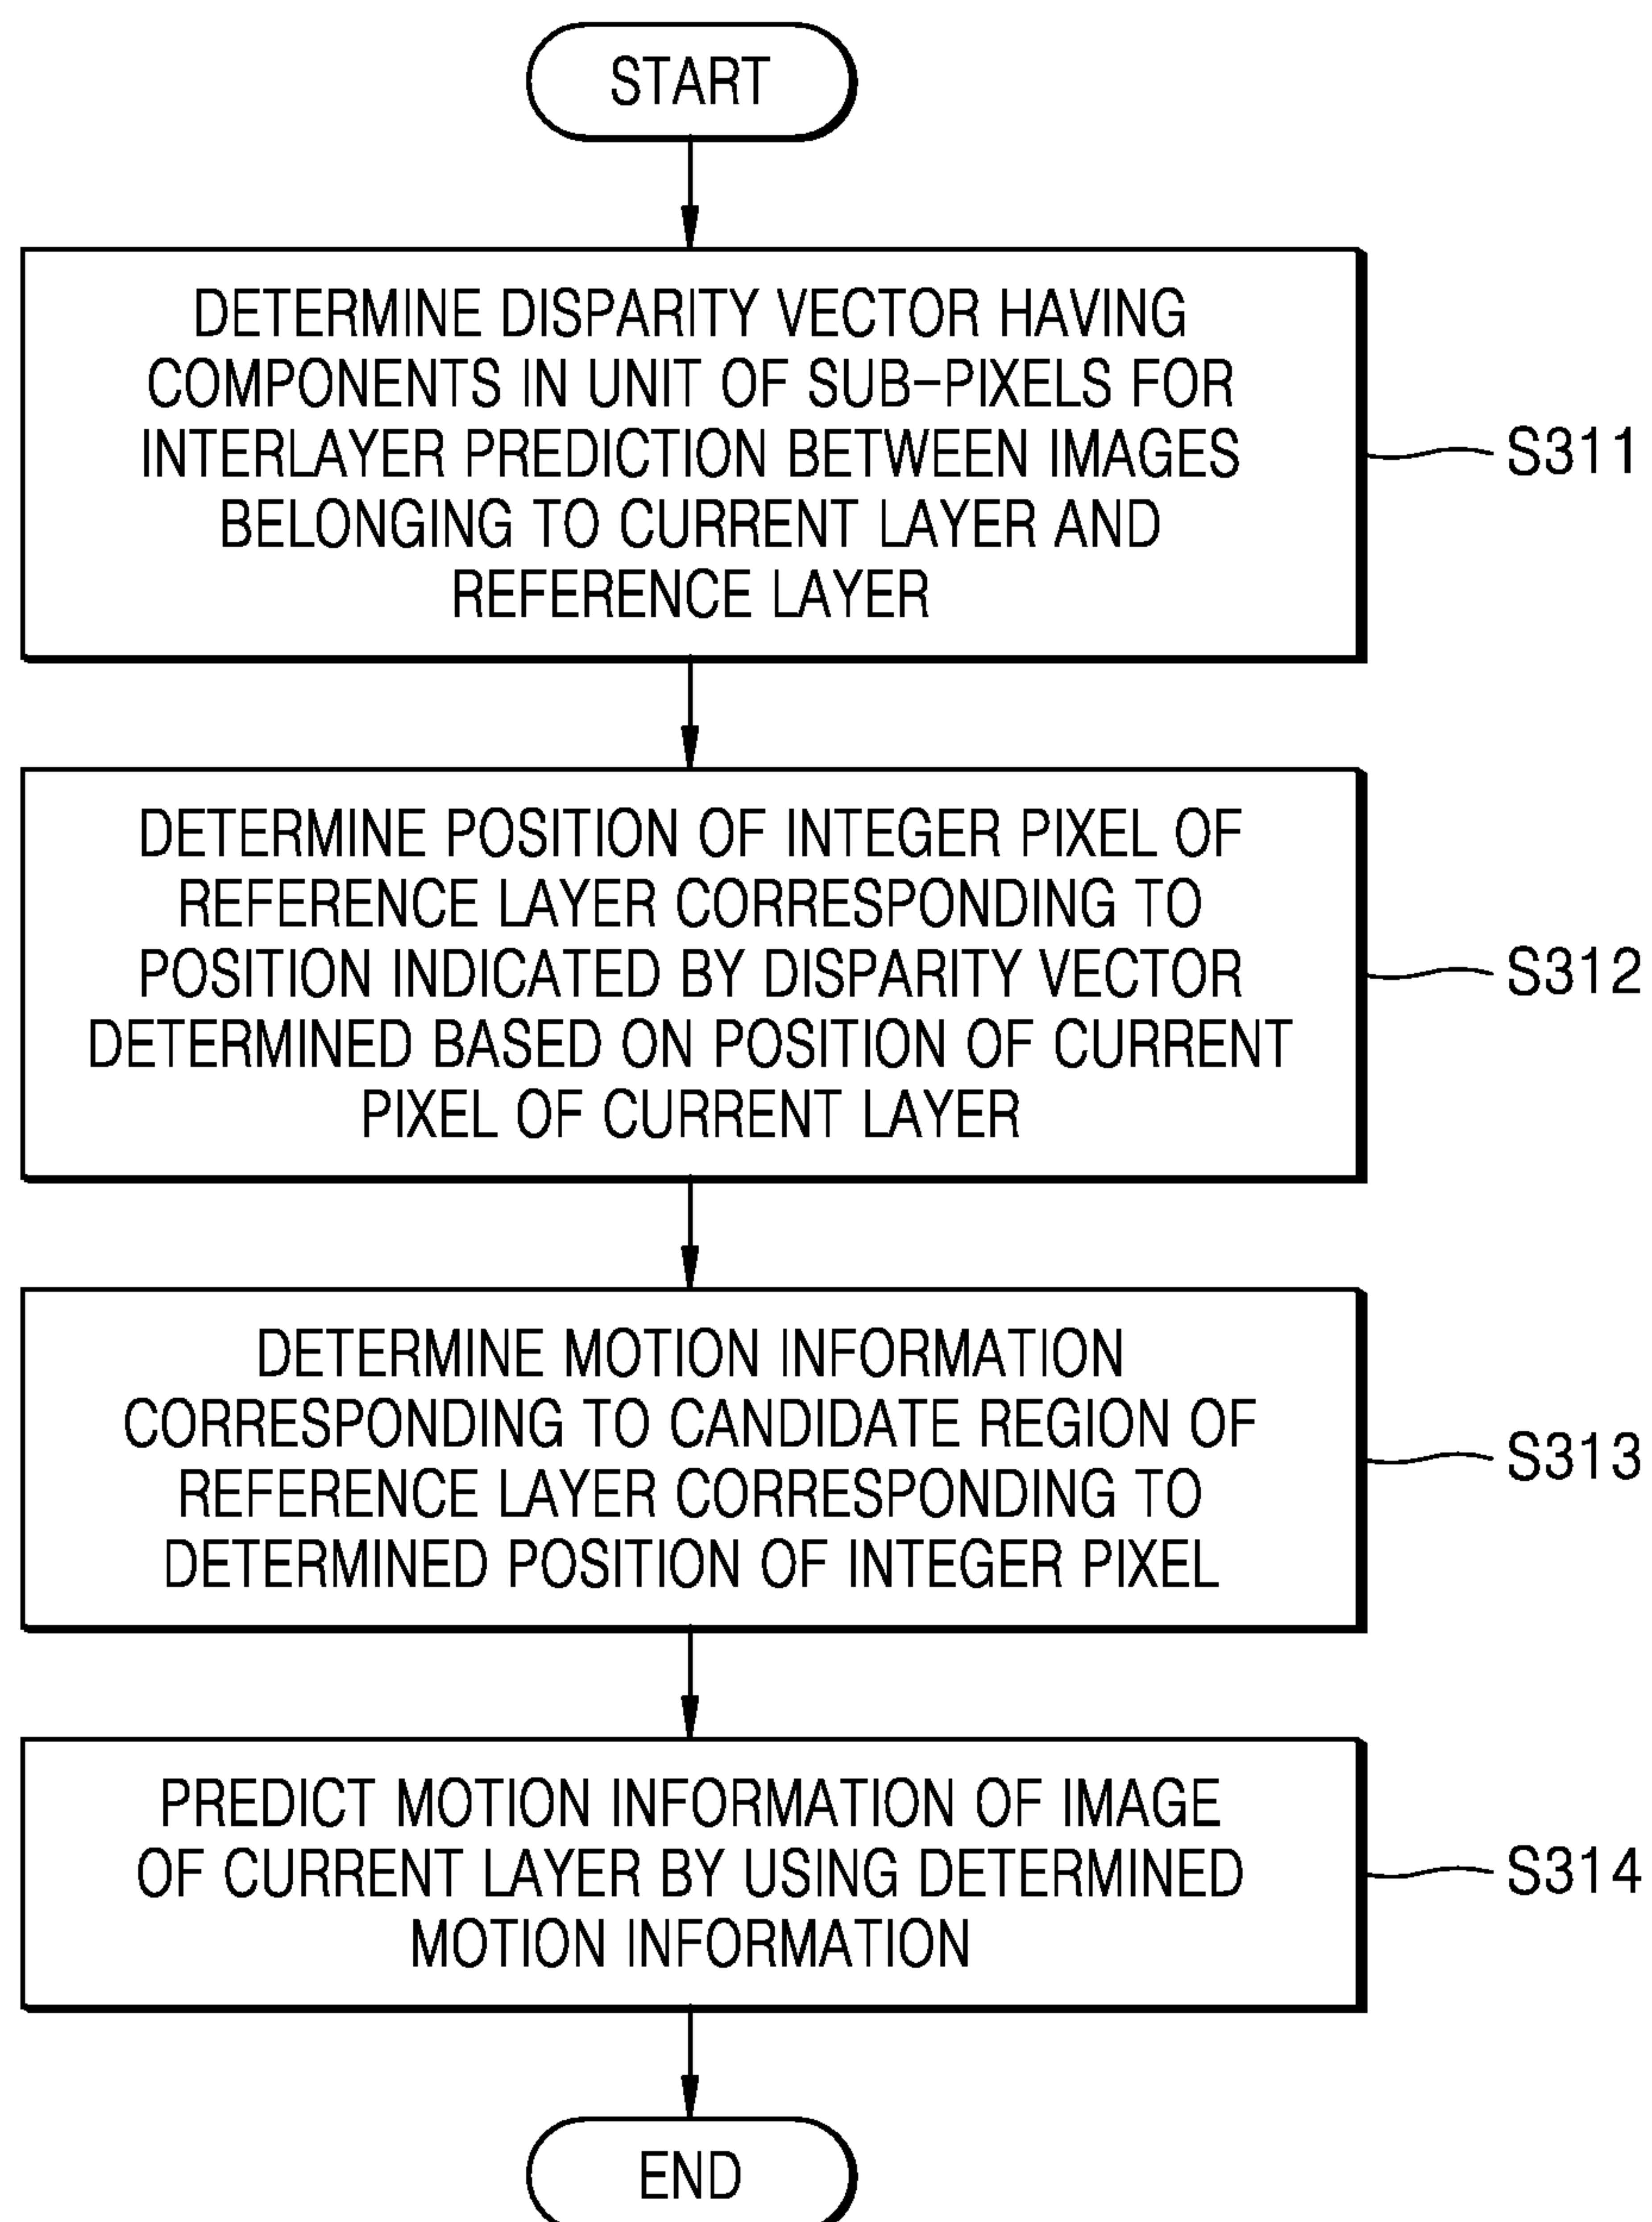 START
DETERMINE DISPARITY VECTOR HAVING
COMPONENTS IN UNIT OF SUB-PIXELS FOR
INTERLAYER PREDICTION BETWEEN IMAGES
BELONGING TO CURRENT LAYER AND
REFERENCE LAYER
S311
DETERMINE POSITION OF INTEGER PIXEL OF
REFERENCE LAYER CORRESPONDING TO
POSITION INDICATED BY DISPARITY VECTOR
DETERMINED BASED ON POSITION OF CURRENT
PIXEL OF CURRENT LAYER
S312
DETERMINE MOTION INFORMATION
CORRESPONDING TO CANDIDATE REGION OF
REFERENCE LAYER CORRESPONDING TO
DETERMINED POSITION OF INTEGER PIXEL
S313
PREDICT MOTION INFORMATION OF IMAGE
OF CURRENT LAYER BY USING DETERMINED
MOTION INFORMATION
S314
END